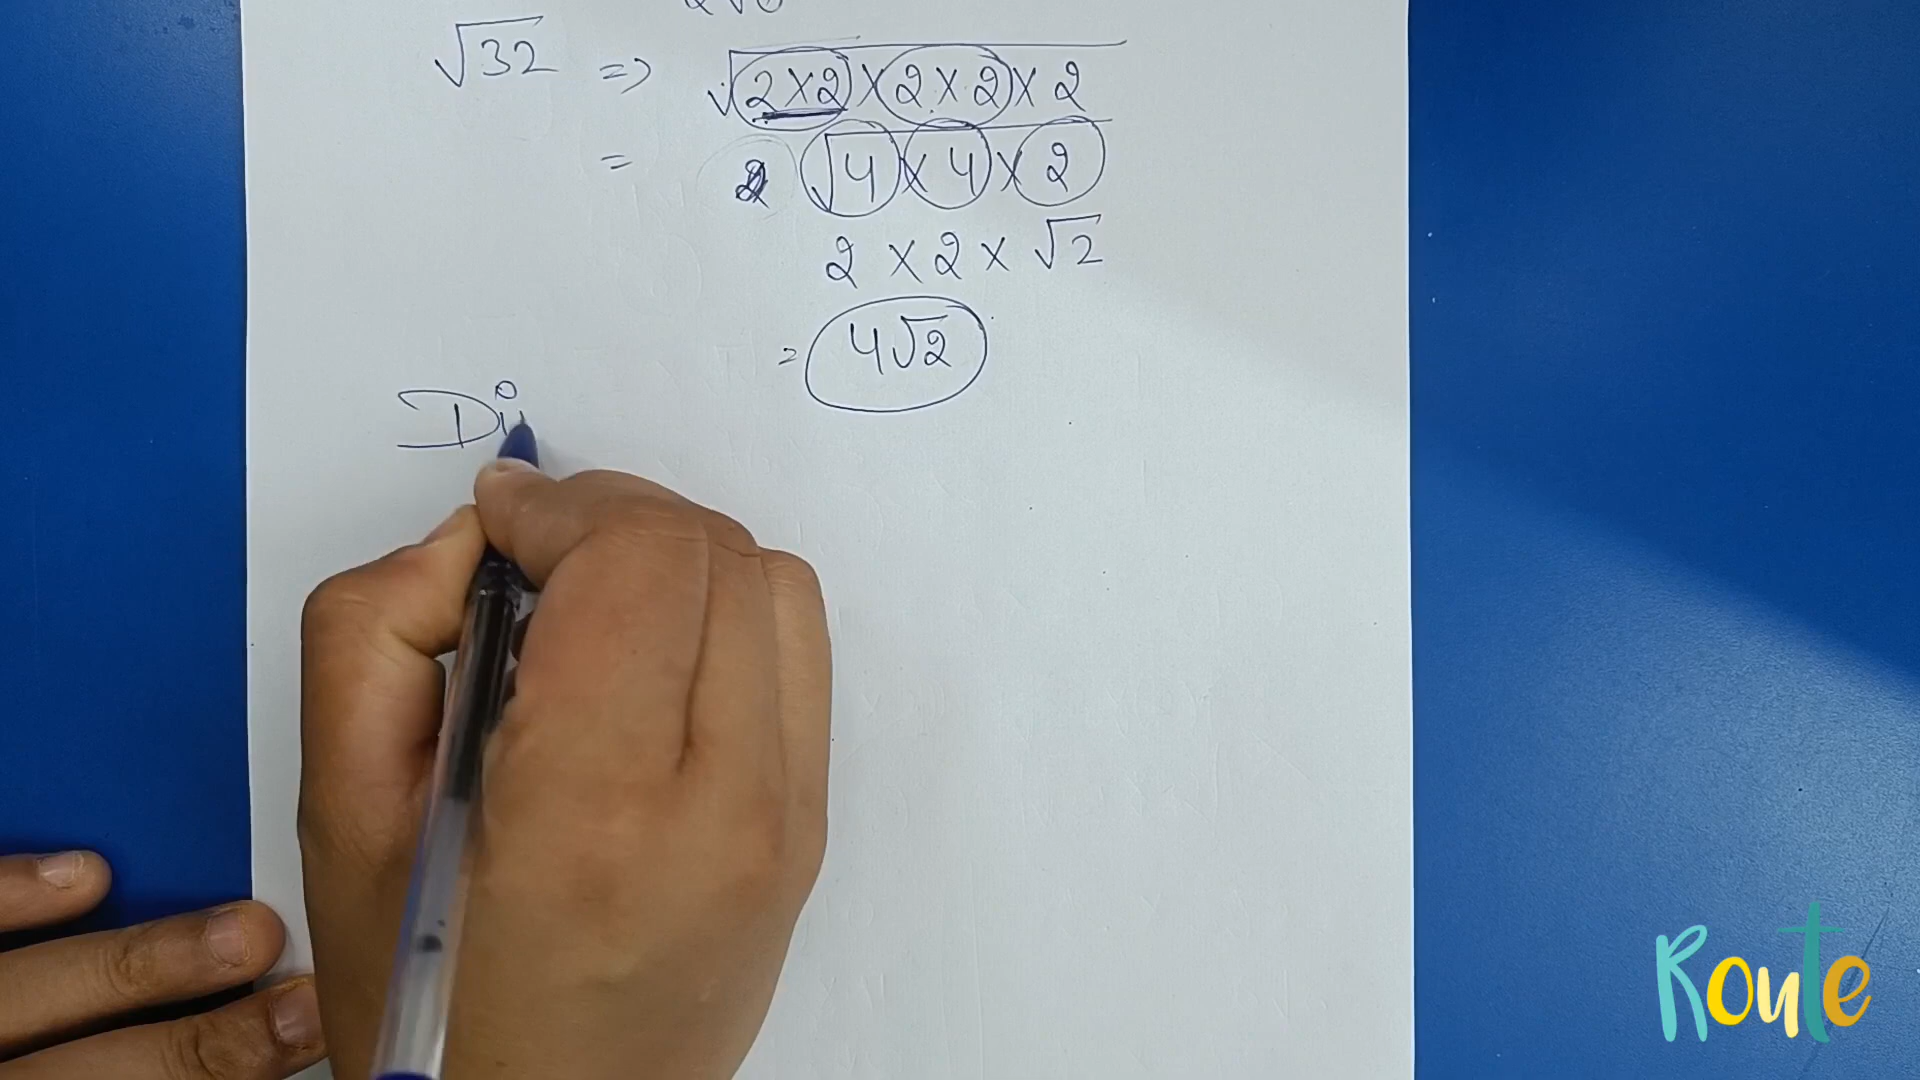 √32 => √2×2×2×2×2
= 2 √4×4×2
2 × 2 × √2
= 4√2
Di
Route